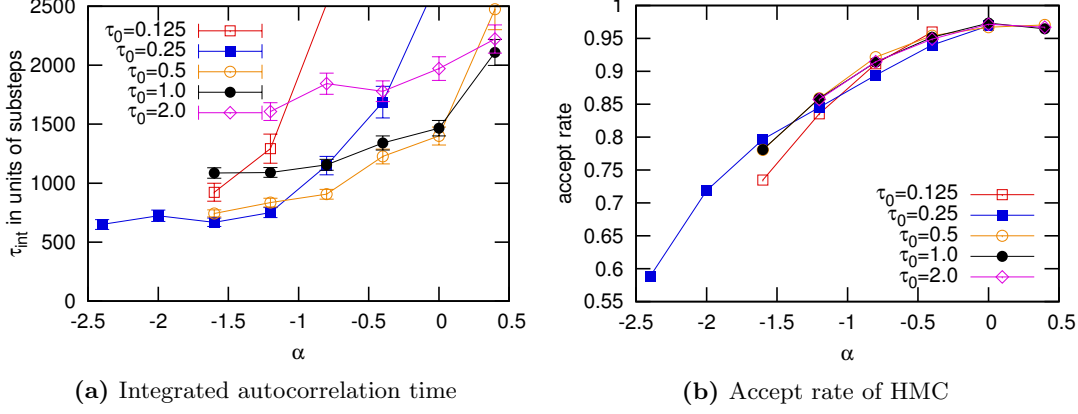 τint in units of substeps
2500
2000
1500
1000
500
0
τ0=0.125
τ0=0.25
τ0=0.5
τ0=1.0
τ0=2.0
-2.5 -2 -1.5 -1 -0.5 0 0.5
α
(a) Integrated autocorrelation time
accept rate
1
0.95
0.9
0.85
0.8
0.75
0.7
0.65
0.6
0.55
τ0=0.125
τ0=0.25
τ0=0.5
τ0=1.0
τ0=2.0
-2.5 -2 -1.5 -1 -0.5 0 0.5
α
(b) Accept rate of HMC